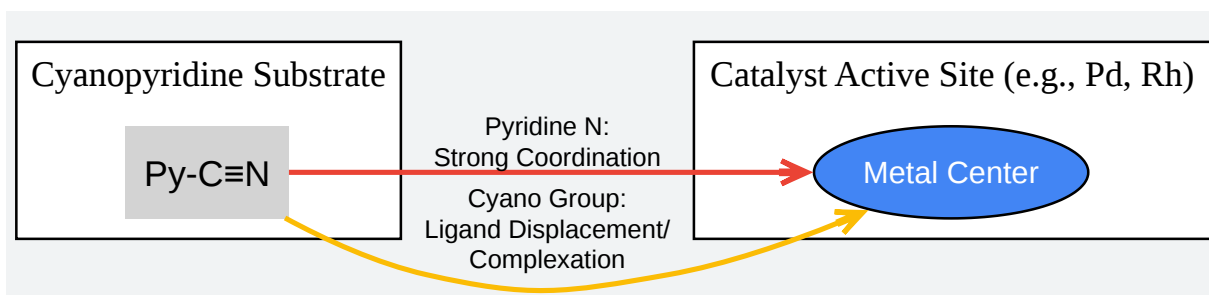 Cyanopyridine Substrate
Py-C≡N
Pyridine N:
Strong Coordination
Cyano Group:
Ligand Displacement/
Complexation
Catalyst Active Site (e.g., Pd, Rh)
Metal Center